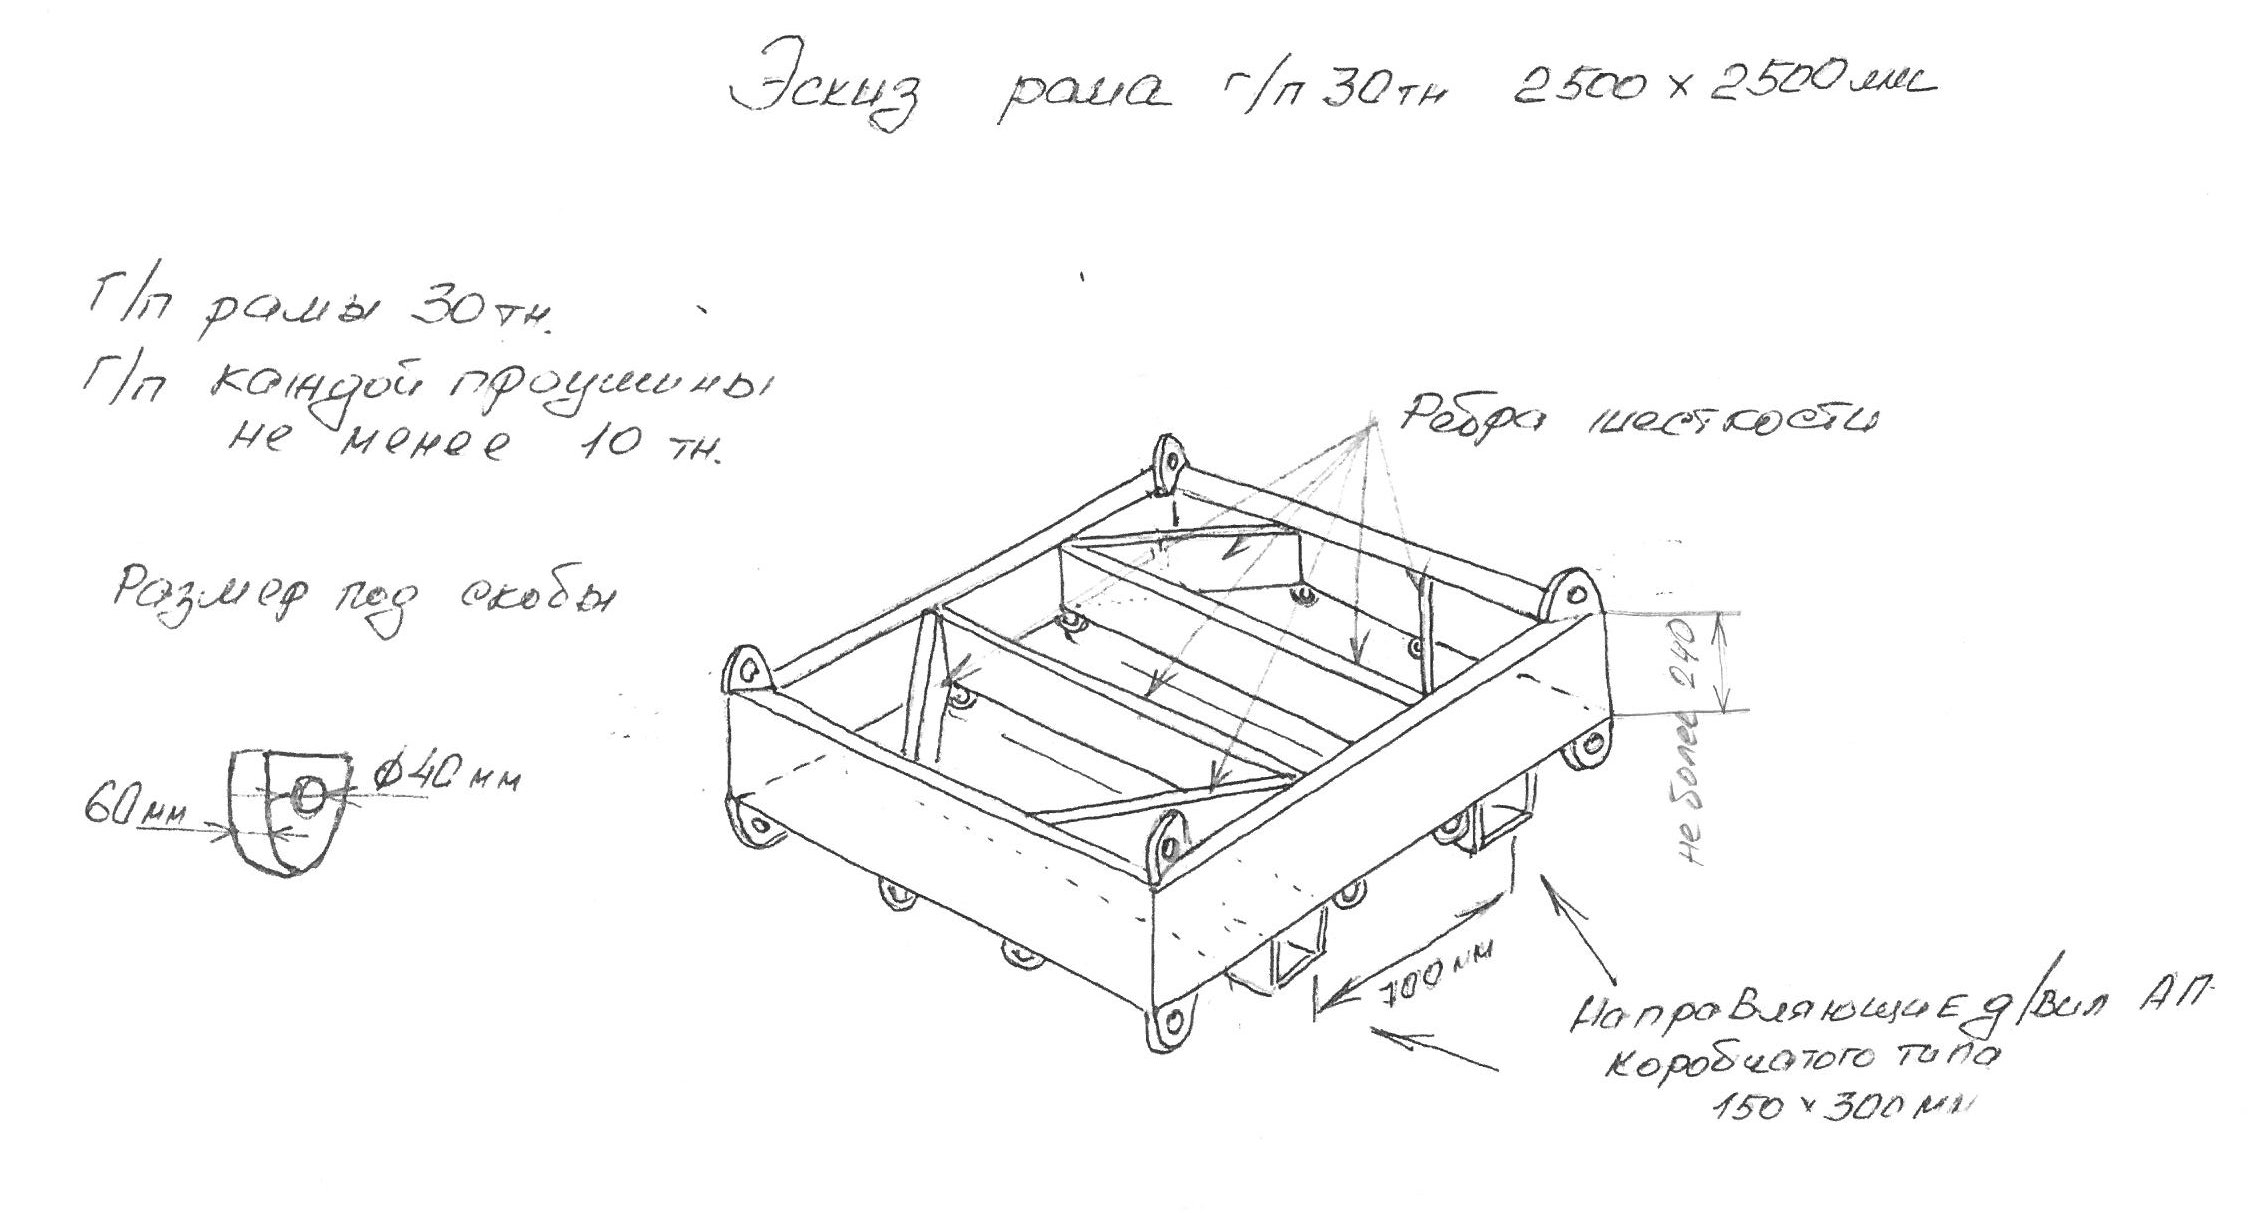 Эскиз рама г/п 30тн 2500 x 2500мм
Г/п рамы 30тн.
Г/п каждой проушины
не менее 10 тн.
Размер под скобы
60мм
ϕ40мм
Ребра жесткости
не более 240
700мм
Направляющие д/вил АП.
коробчатого типа
150 x 300мм